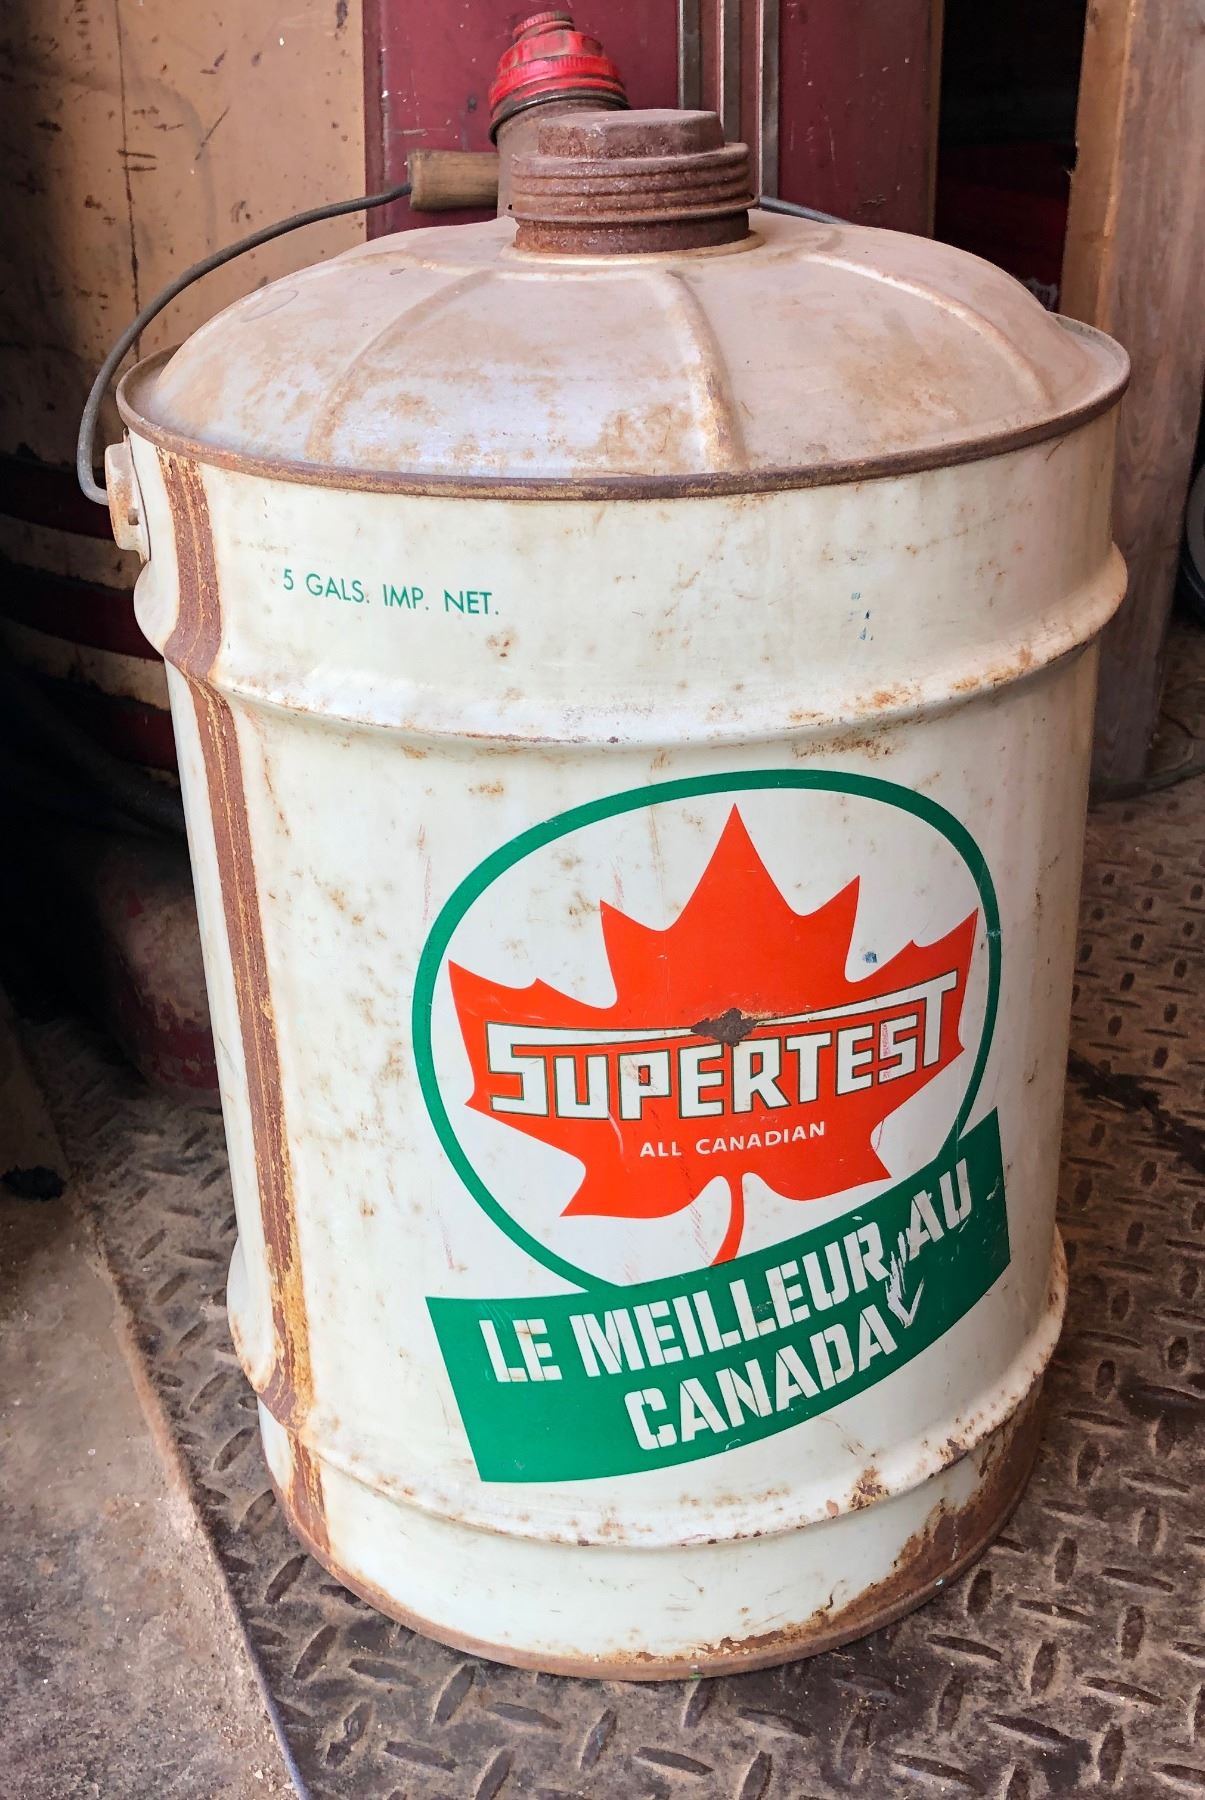 5 GALS. IMP. NET.
SUPERTEST
ALL CANADIAN
LE MEILLEUR AU
CANADA